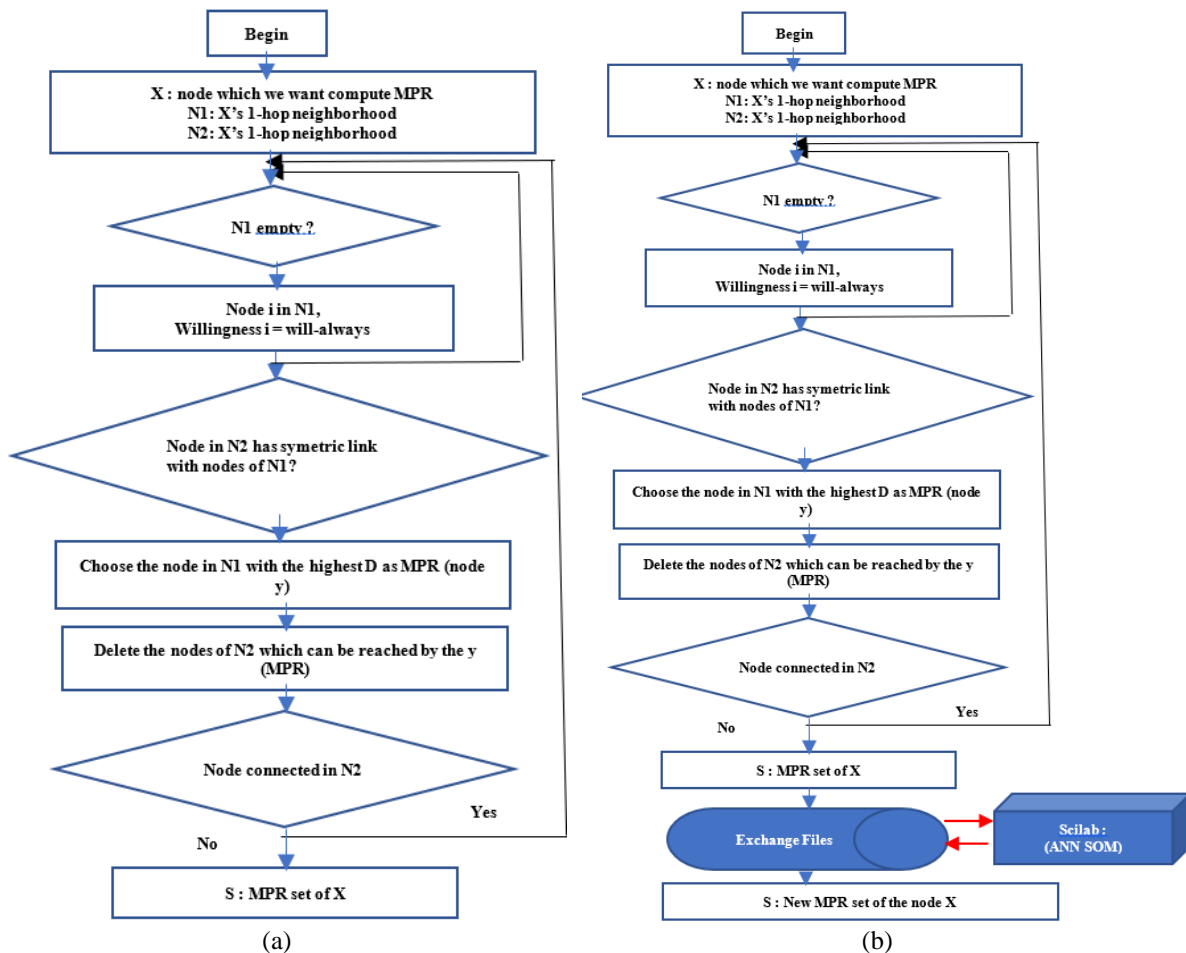 Begin
X : node which we want compute MPR
N1: X's 1-hop neighborhood
N2: X's 1-hop neighborhood
N1 empty ?
Node i in N1,
Willingness i = will-always
Node in N2 has symetric link
with nodes of N1?
Choose the node in N1 with the highest D as MPR (node
y)
Delete the nodes of N2 which can be reached by the y
(MPR)
Node connected in N2
Yes
No
S : MPR set of X
(a)
Begin
X : node which we want compute MPR
N1: X's 1-hop neighborhood
N2: X's 1-hop neighborhood
N1 empty ?
Node i in N1,
Willingness i = will-always
Node in N2 has symetric link
with nodes of N1?
Choose the node in N1 with the highest D as MPR (node
y)
Delete the nodes of N2 which can be reached by the y
(MPR)
Node connected in N2
Yes
No
S : MPR set of X
Exchange Files
Scilab :
(ANN SOM)
S : New MPR set of the node X
(b)